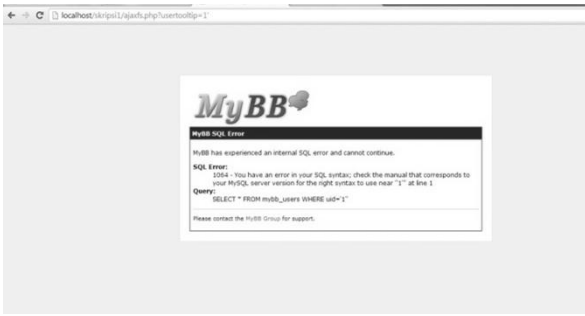 localhost/skripsi1/ajaxfs.php?usertooltip=1'
MyBB
MyBB SQL Error
MyBB has experienced an internal SQL error and cannot continue.
SQL Error:
1064 - You have an error in your SQL syntax; check the manual that corresponds to
your MySQL server version for the right syntax to use near ''1''' at line 1
Query:
SELECT * FROM mybb_users WHERE uid='1''
Please contact the MyBB Group for support.